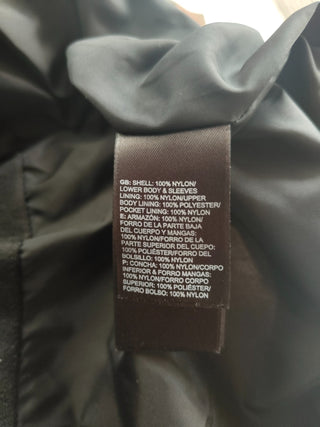 GB: SHELL: 100% NYLON/
LOWER BODY & SLEEVES
LINING: 100% NYLON/UPPER
BODY LINING: 100% POLYESTER/
POCKET LINING: 100% NYLON
E: ARMAZÓN: 100% NYLON/
FORRO DE LA PARTE BAJA
DEL CUERPO Y MANGAS:
100% NYLON/FORRO DE LA
PARTE SUPERIOR DEL CUEPO:
100% POLIÉSTER/FORRO DEL
BOLSILLO: 100% NYLON
P: CONCHA: 100% NYLON/CORPO
INFERIOR & FORRO MANGAS:
100% NYLON/FORRO CORPO
SUPERIOR: 100% POLIÉSTER/
FORRO BOLSO: 100% NYLON